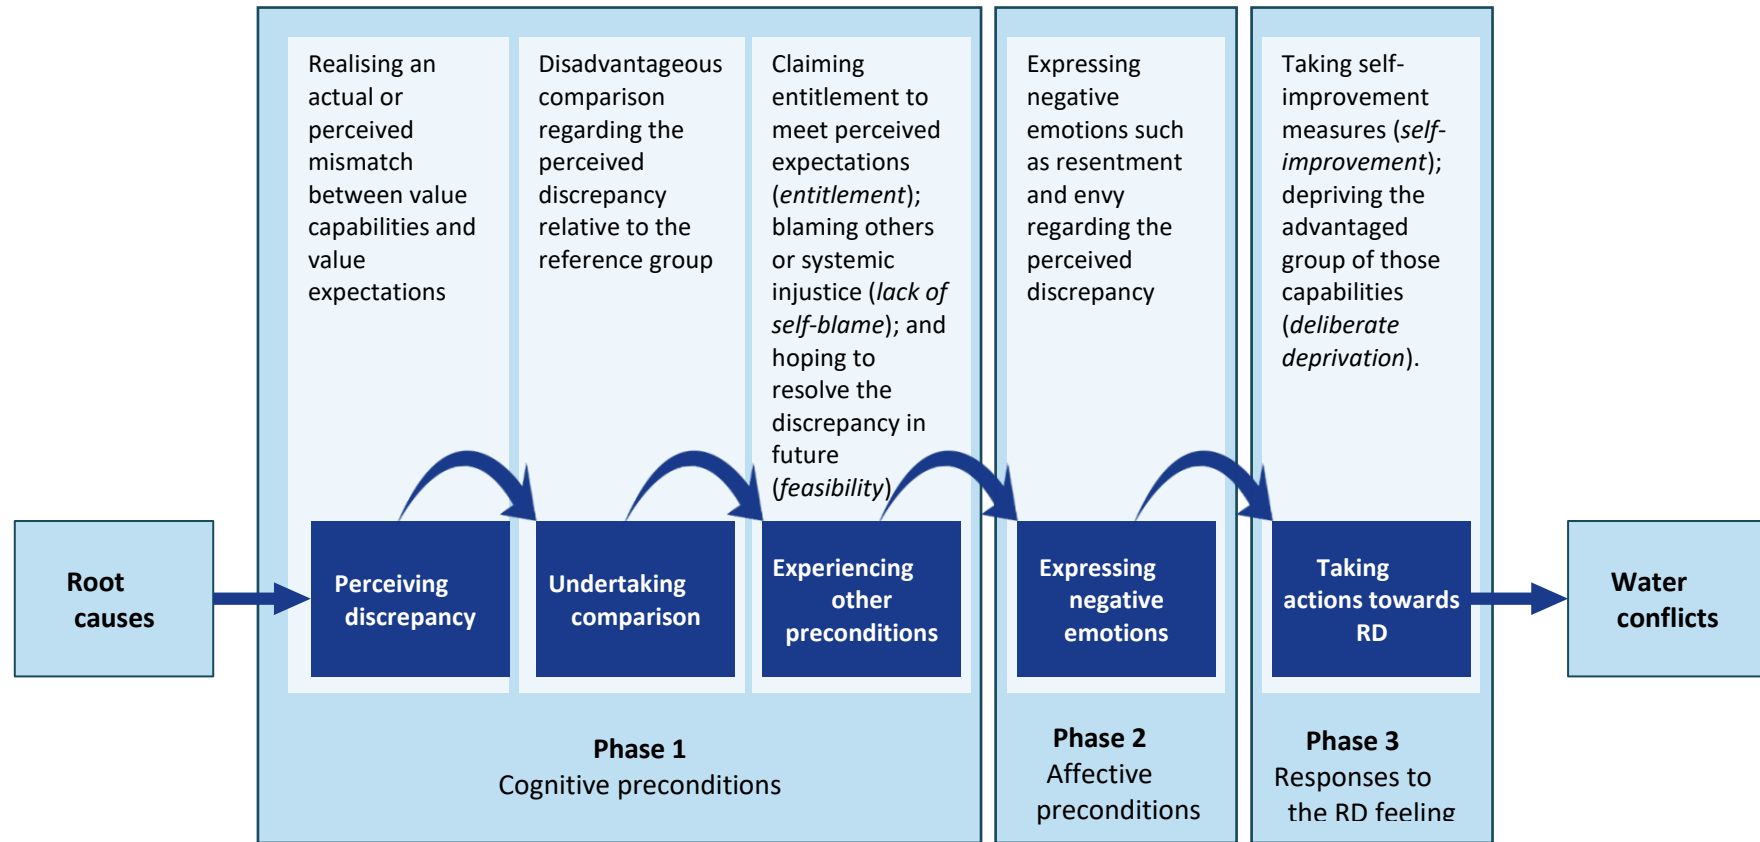 Realising an
actual or
perceived
mismatch
between value
capabilities and
value
expectations
Disadvantageous
comparison
regarding the
perceived
discrepancy
relative to the
reference group
Claiming
entitlement to
meet perceived
expectations
(entitlement);
blaming others
or systemic
injustice (lack of
self-blame); and
hoping to
resolve the
discrepancy in
future
(feasibility)
Expressing
negative
emotions such
as resentment
and envy
regarding the
perceived
discrepancy
Taking self-
improvement
measures (self-
improvement);
depriving the
advantaged
group of those
capabilities
(deliberate
deprivation).
Root
causes
Perceiving
discrepancy
Undertaking
comparison
Experiencing
other
preconditions
Expressing
negative
emotions
Taking
actions towards
RD
Water
conflicts
Phase 1
Cognitive preconditions
Phase 2
Affective
preconditions
Phase 3
Responses to
the RD feeling